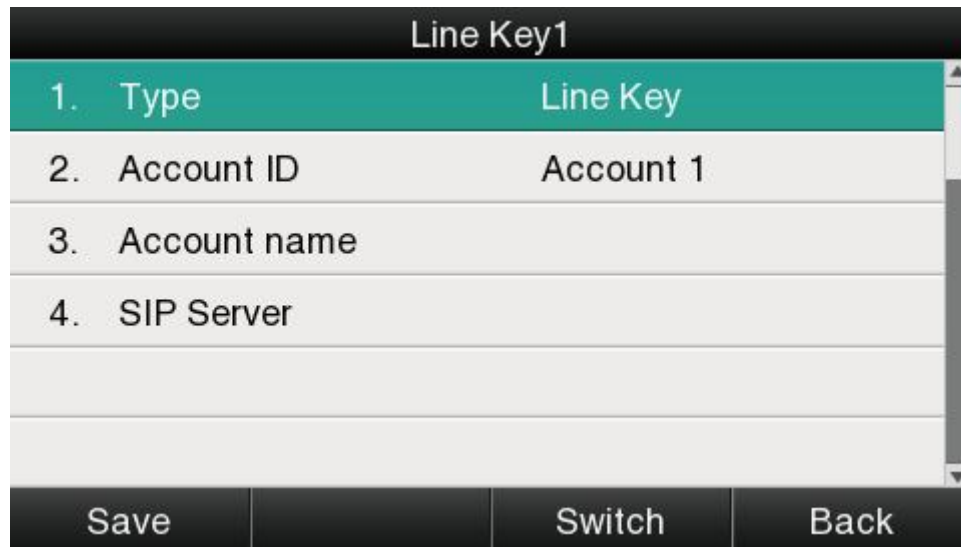 Line Key1
1. Type Line Key
2. Account ID Account 1
3. Account name
4. SIP Server
Save Switch Back